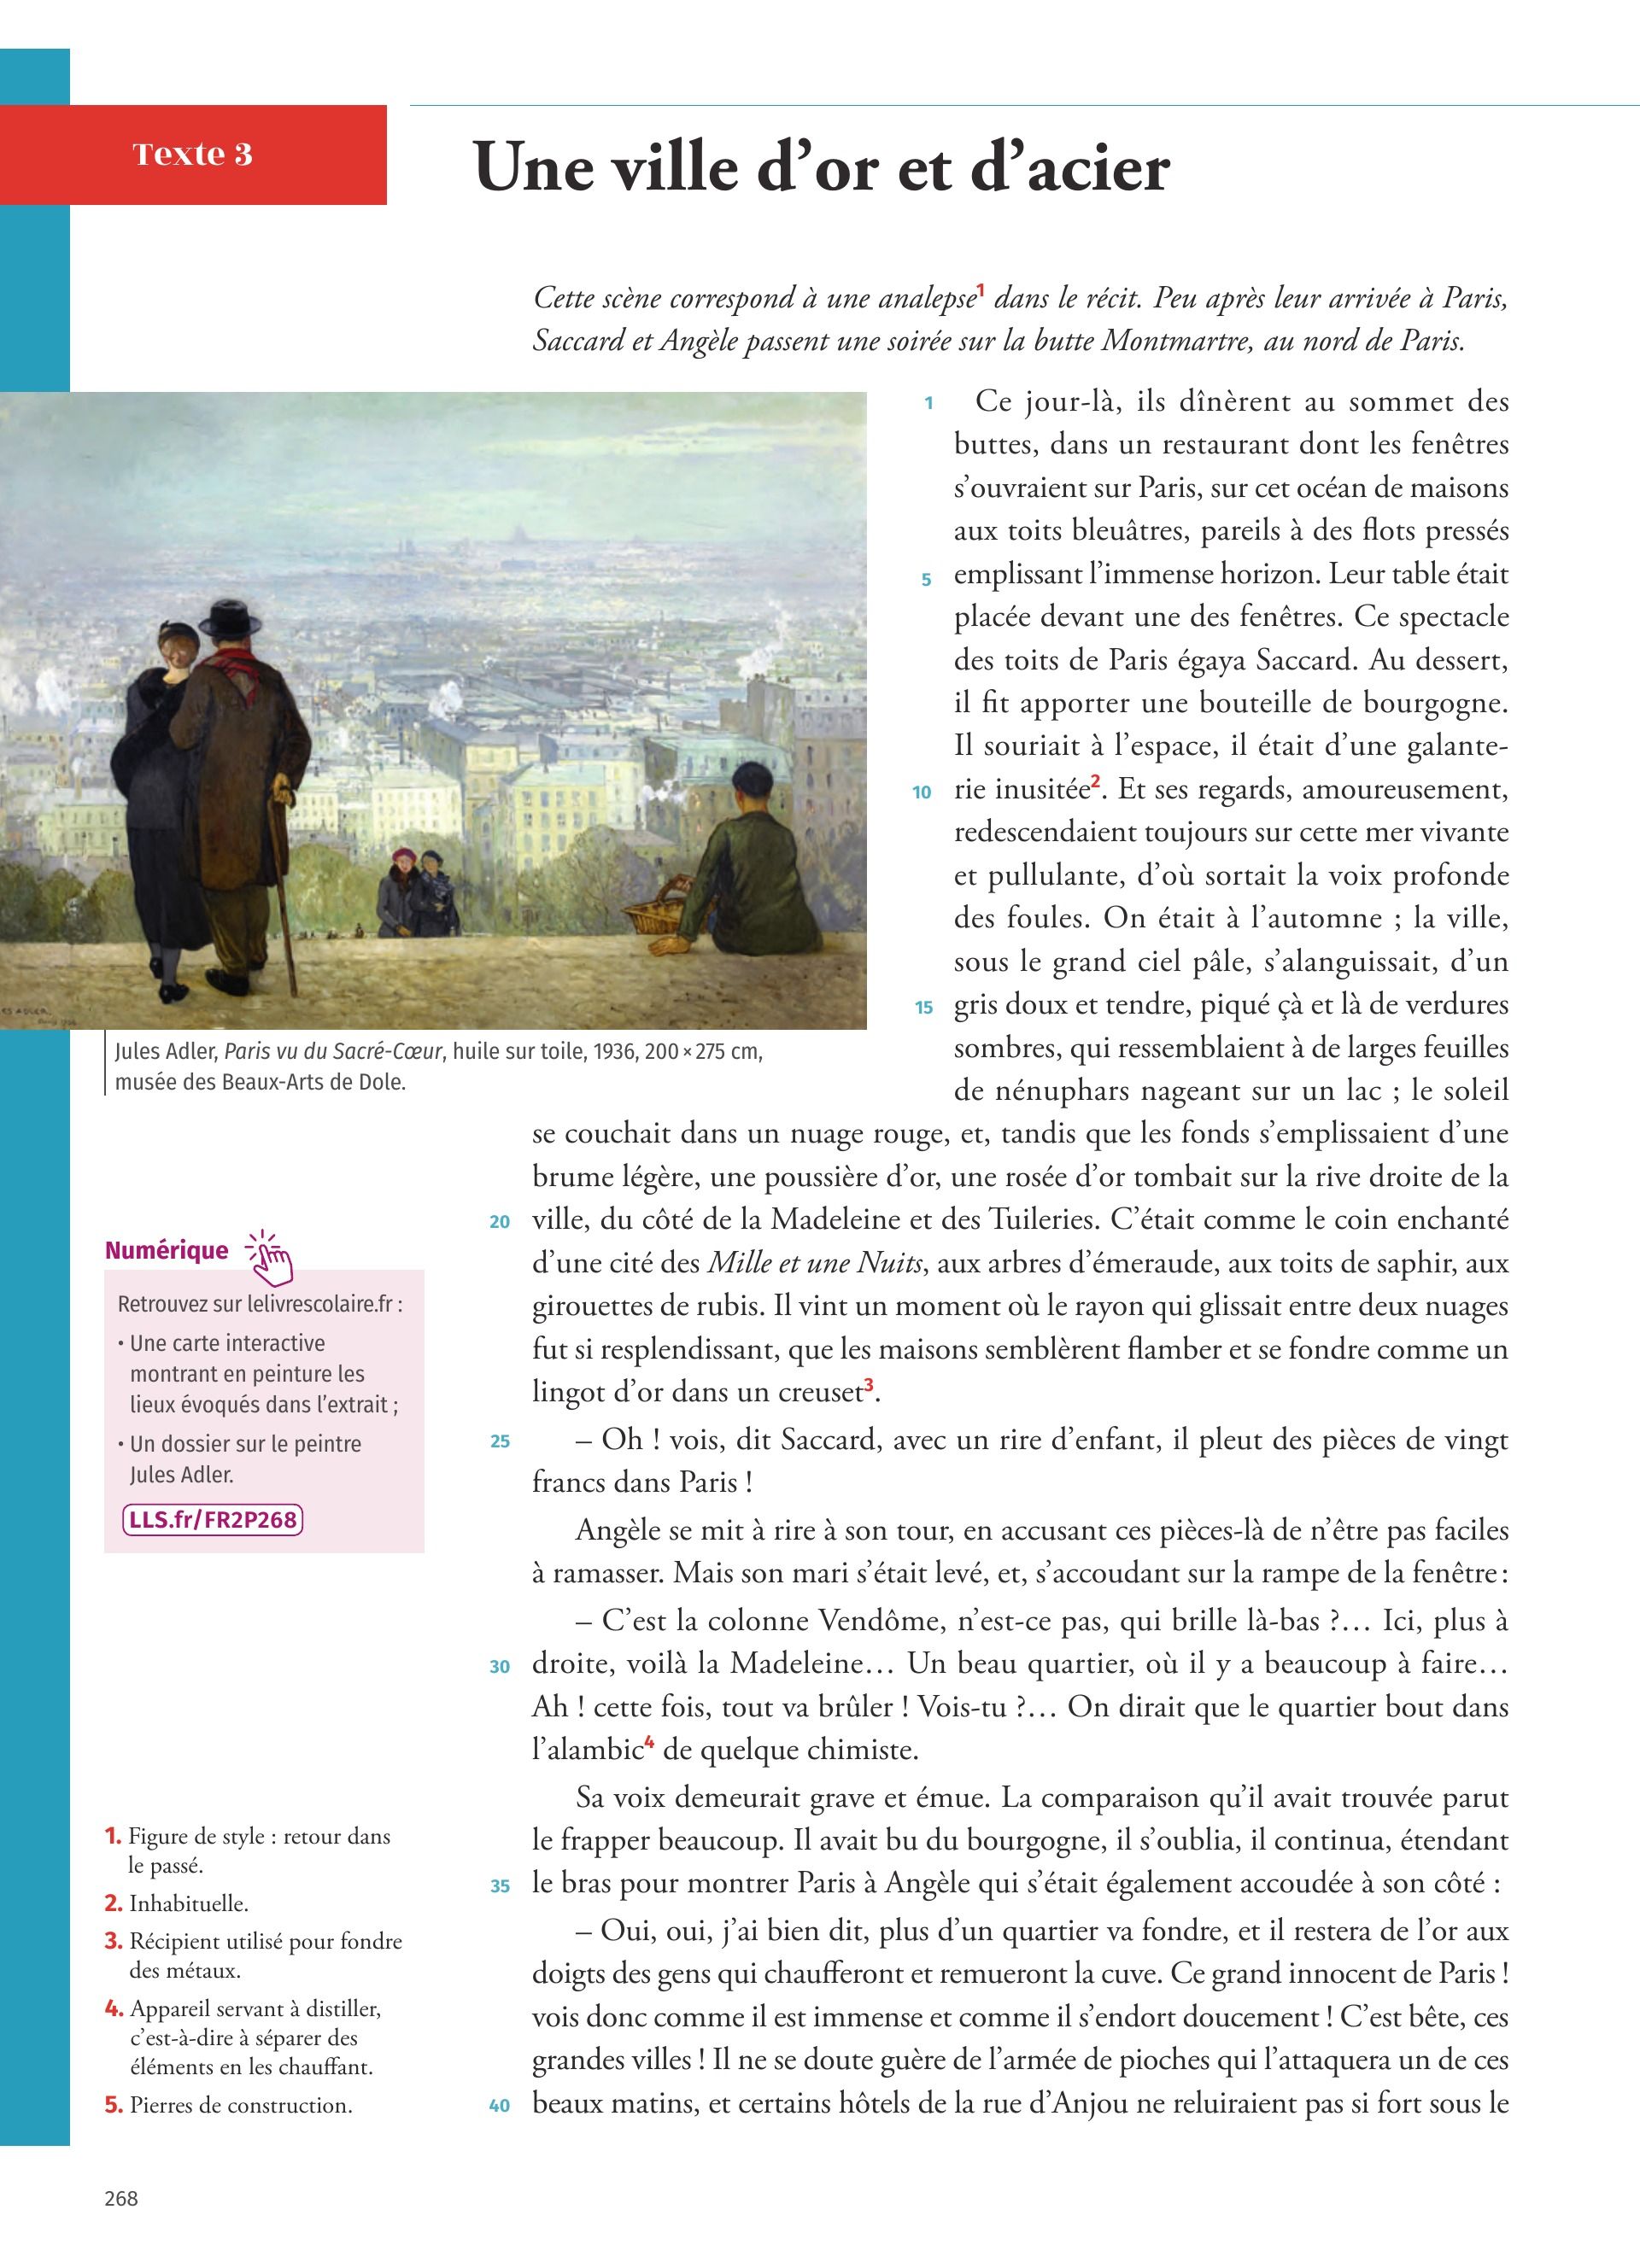 Texte 3
Une ville d’or et d’acier
Cette scène correspond à une analepse1 dans le récit. Peu après leur arrivée à Paris,
Saccard et Angèle passent une soirée sur la butte Montmartre, au nord de Paris.
1 Ce jour-là, ils dînèrent au sommet des
buttes, dans un restaurant dont les fenêtres
s’ouvraient sur Paris, sur cet océan de maisons
aux toits bleuâtres, pareils à des flots pressés
5 emplissant l’immense horizon. Leur table était
placée devant une des fenêtres. Ce spectacle
des toits de Paris égaya Saccard. Au dessert,
il fit apporter une bouteille de bourgogne.
Il souriait à l’espace, il était d’une galante-
10 rie inusitée2. Et ses regards, amoureusement,
redescendaient toujours sur cette mer vivante
et pullulante, d’où sortait la voix profonde
des foules. On était à l’automne ; la ville,
sous le grand ciel pâle, s’alanguissait, d’un
15 gris doux et tendre, piqué çà et là de verdures
sombres, qui ressemblaient à de larges feuilles
de nénuphars nageant sur un lac ; le soleil
se couchait dans un nuage rouge, et, tandis que les fonds s’emplissaient d’une
brume légère, une poussière d’or, une rosée d’or tombait sur la rive droite de la
20 ville, du côté de la Madeleine et des Tuileries. C’était comme le coin enchanté
d’une cité des Mille et une Nuits, aux arbres d’émeraude, aux toits de saphir, aux
girouettes de rubis. Il vint un moment où le rayon qui glissait entre deux nuages
fut si resplendissant, que les maisons semblèrent flamber et se fondre comme un
lingot d’or dans un creuset3.
25 – Oh ! vois, dit Saccard, avec un rire d’enfant, il pleut des pièces de vingt
francs dans Paris !
Angèle se mit à rire à son tour, en accusant ces pièces-là de n’être pas faciles
à ramasser. Mais son mari s’était levé, et, s’accoudant sur la rampe de la fenêtre :
– C’est la colonne Vendôme, n’est-ce pas, qui brille là-bas ?… Ici, plus à
30 droite, voilà la Madeleine… Un beau quartier, où il y a beaucoup à faire…
Ah ! cette fois, tout va brûler ! Vois-tu ?… On dirait que le quartier bout dans
l’alambic4 de quelque chimiste.
Sa voix demeurait grave et émue. La comparaison qu’il avait trouvée parut
le frapper beaucoup. Il avait bu du bourgogne, il s’oublia, il continua, étendant
35 le bras pour montrer Paris à Angèle qui s’était également accoudée à son côté :
– Oui, oui, j’ai bien dit, plus d’un quartier va fondre, et il restera de l’or aux
doigts des gens qui chaufferont et remueront la cuve. Ce grand innocent de Paris !
vois donc comme il est immense et comme il s’endort doucement ! C’est bête, ces
grandes villes ! Il ne se doute guère de l’armée de pioches qui l’attaquera un de ces
40 beaux matins, et certains hôtels de la rue d’Anjou ne reluiraient pas si fort sous le
Jules Adler, Paris vu du Sacré-Cœur, huile sur toile, 1936, 200 × 275 cm,
musée des Beaux-Arts de Dole.
Numérique
Retrouvez sur lelivrescolaire.fr :
• Une carte interactive
montrant en peinture les
lieux évoqués dans l’extrait ;
• Un dossier sur le peintre
Jules Adler.
LLS.fr/FR2P268
1. Figure de style : retour dans
le passé.
2. Inhabituelle.
3. Récipient utilisé pour fondre
des métaux.
4. Appareil servant à distiller,
c’est-à-dire à séparer des
éléments en les chauffant.
5. Pierres de construction.
268